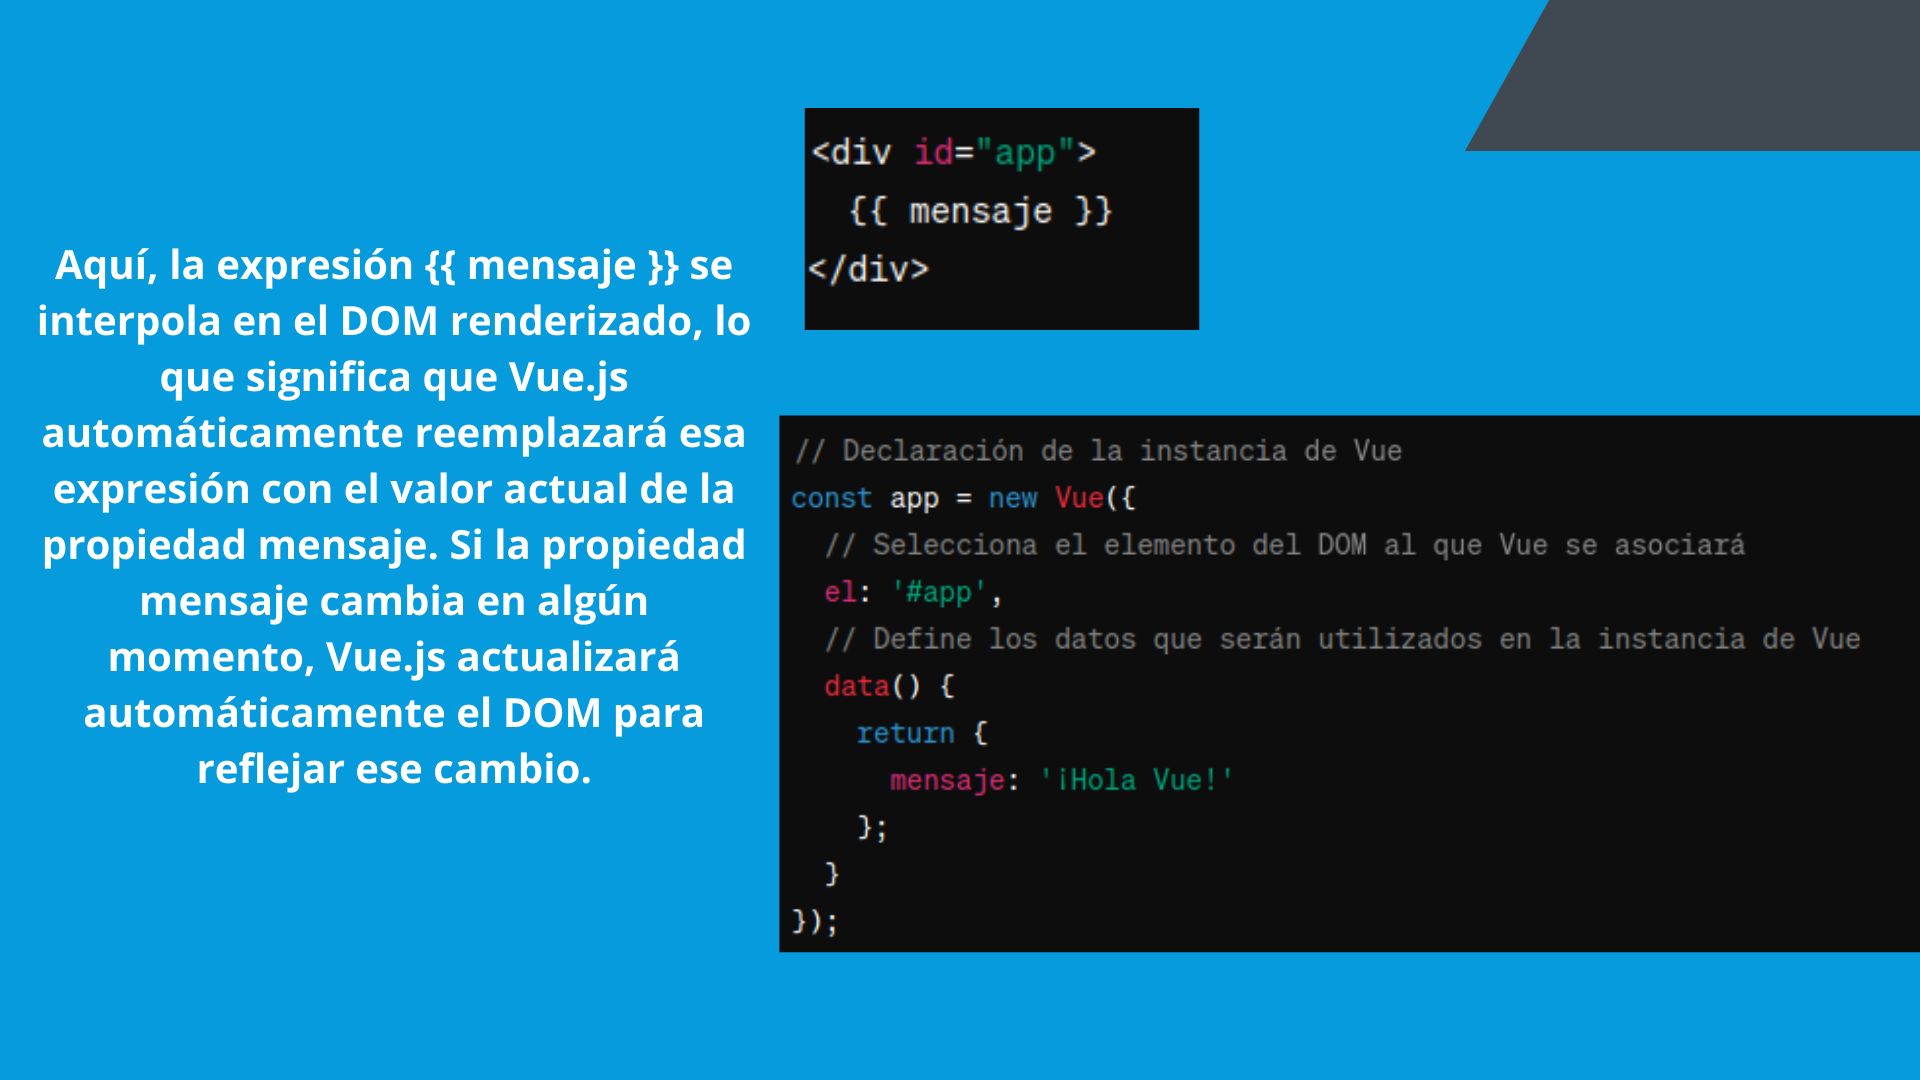 Aquí, la expresión {{ mensaje }} se
interpola en el DOM renderizado, lo
que significa que Vue.js
automáticamente reemplazará esa
expresión con el valor actual de la
propiedad mensaje. Si la propiedad
mensaje cambia en algún
momento, Vue.js actualizará
automáticamente el DOM para
reflejar ese cambio.
<div id="app">
  {{ mensaje }}
</div>
// Declaración de la instancia de Vue
const app = new Vue({
  // Selecciona el elemento del DOM al que Vue se asociará
  el: '#app',
  // Define los datos que serán utilizados en la instancia de Vue
  data() {
    return {
      mensaje: '¡Hola Vue!'
    };
  }
});